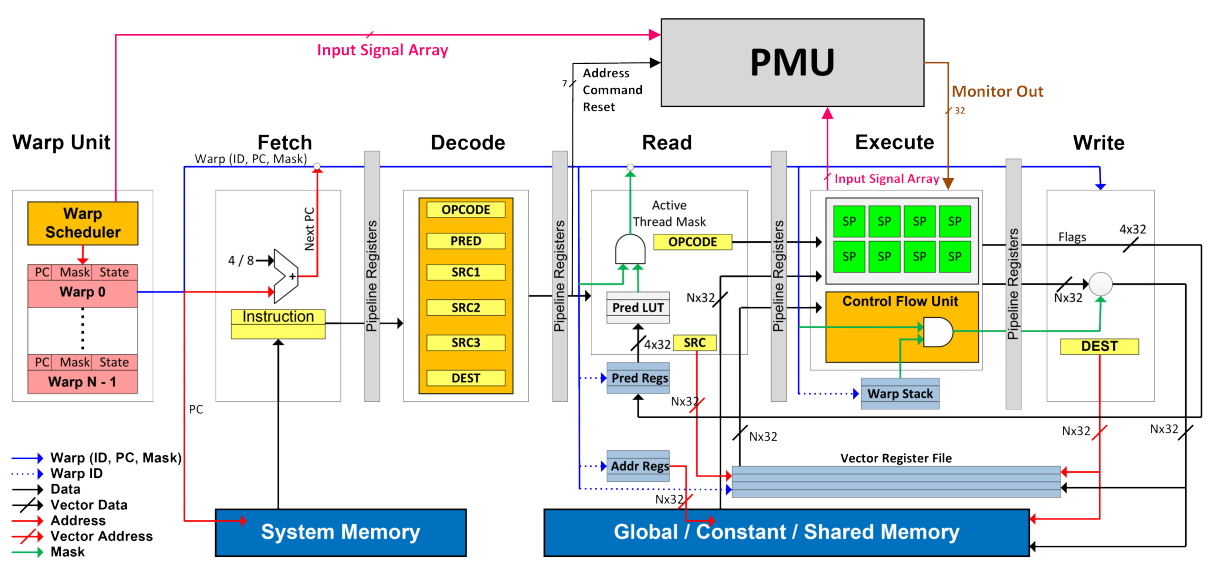 PMU
Input Signal Array
7
Address
Command
Reset
Monitor Out
32
Warp Unit
Fetch
Decode
Read
Execute
Write
Warp (ID, PC, Mask)
Input Signal Array
Warp
Scheduler
PC Mask State
Warp 0
PC Mask State
Warp N - 1
Next PC
4 / 8
+
Instruction
PC
Pipeline Registers
OPCODE
PRED
SRC1
SRC2
SRC3
DEST
Pipeline Registers
Active
Thread Mask
OPCODE
Pred LUT
4x32
SRC
Pred Regs
Nx32
Nx32
Addr Regs
Nx32
Pipeline Registers
SP SP SP SP
SP SP SP SP
Control Flow Unit
Warp Stack
Nx32
Pipeline Registers
Flags
4x32
Nx32
DEST
Nx32
Nx32
Vector Register File
System Memory
Global / Constant / Shared Memory
Warp (ID, PC, Mask)
Warp ID
Data
Vector Data
Address
Vector Address
Mask